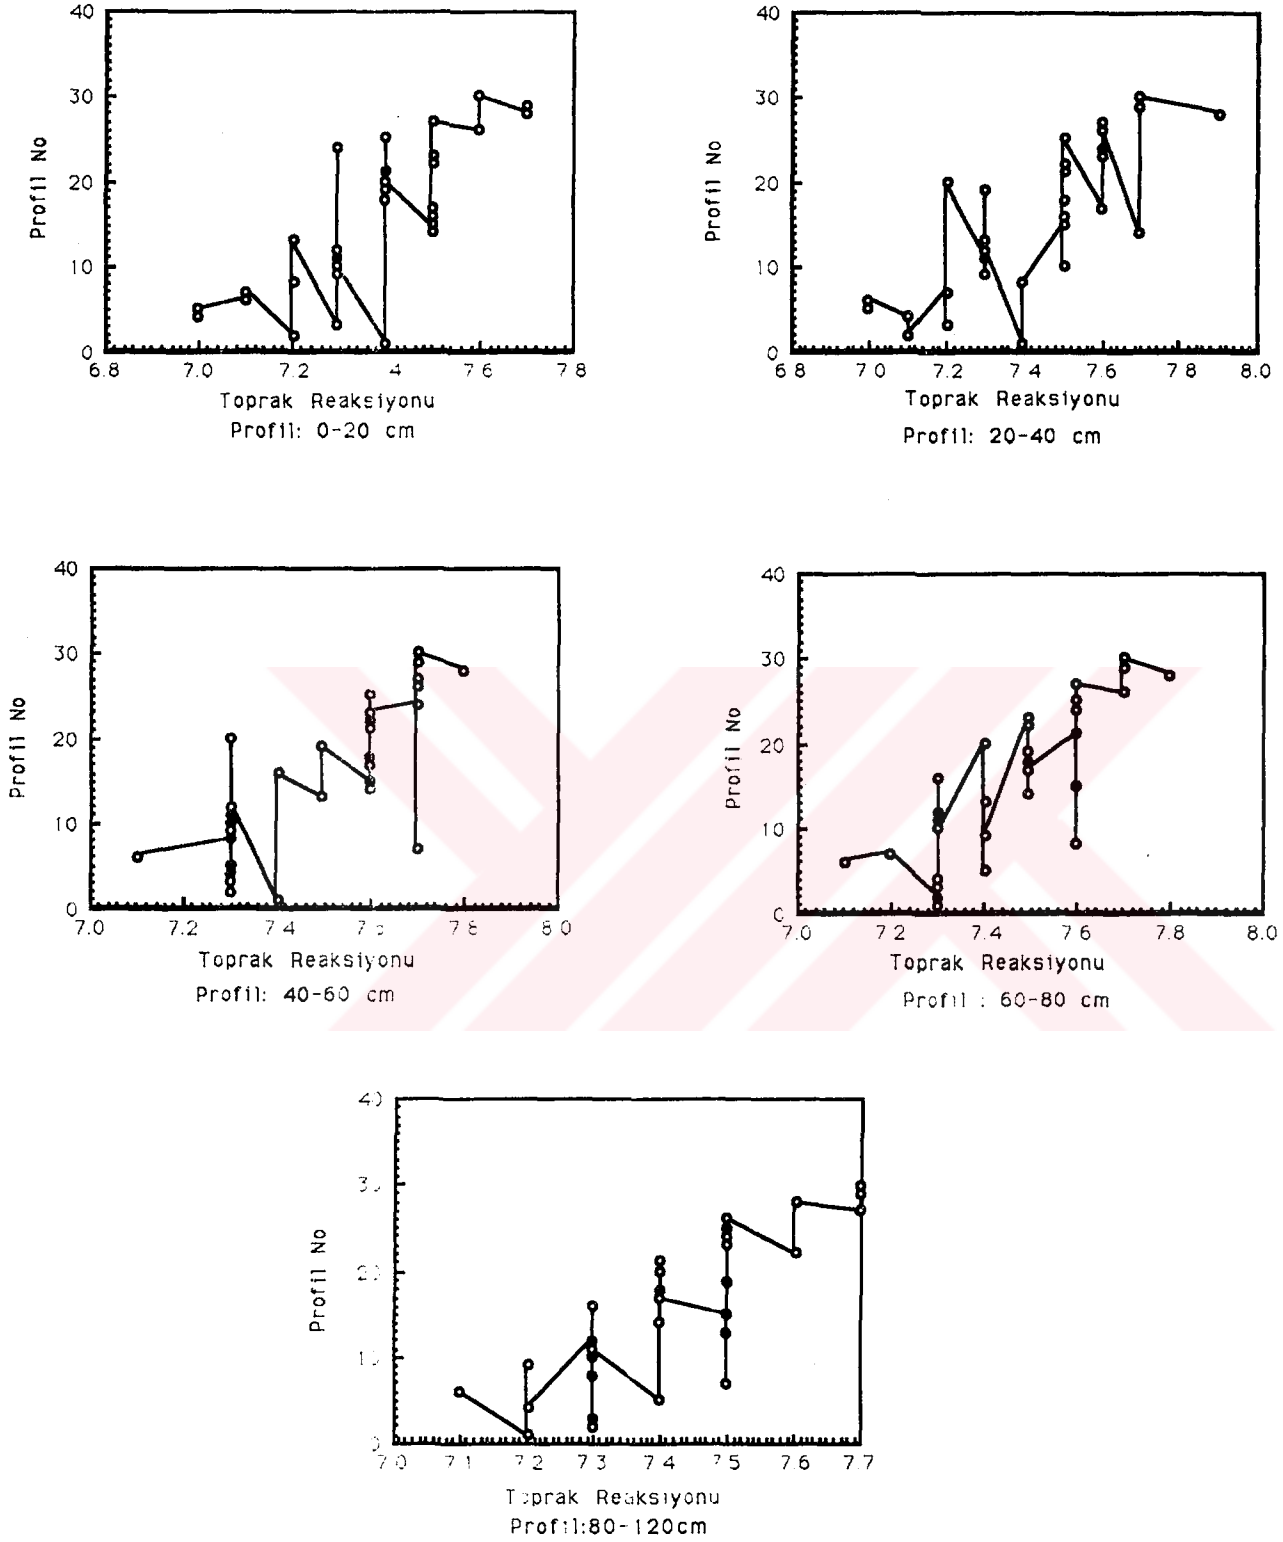 40
30
20
10
0
Profil No
6.8 7.0 7.2 4 7 6 7 8
Toprak Reaksiyonu
Profil: 0-20 cm
40
30
20
10
0
Profil No
6 8 7 0 7.2 7 4 7.6 7.8 8.0
Toprak Reaksiyonu
Profil: 20-40 cm
40
30
20
10
0
Profil No
7.0 7.2 7 4 7 8 8 0
Toprak Reaksiyonu
Profil: 40-60 cm
40
30
20
10
Profil No
7.0 7.2 7.4 7.6 7.8 8.0
Toprak Reaksiyonu
Profil : 60-80 cm
40
Profil No
7 0 7 1 7 2 7 3 7 4 7 5 7.6 7.7
Toprak Reaksiyonu
Profil:80-120cm